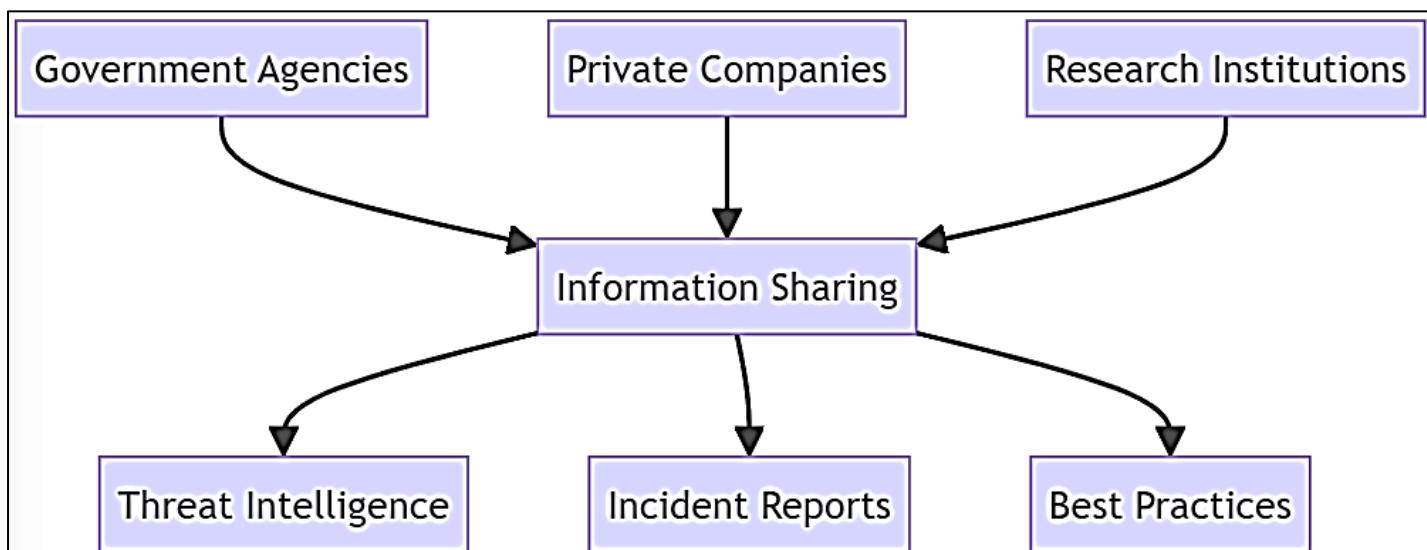 Government Agencies
Private Companies
Research Institutions
Information Sharing
Threat Intelligence
Incident Reports
Best Practices